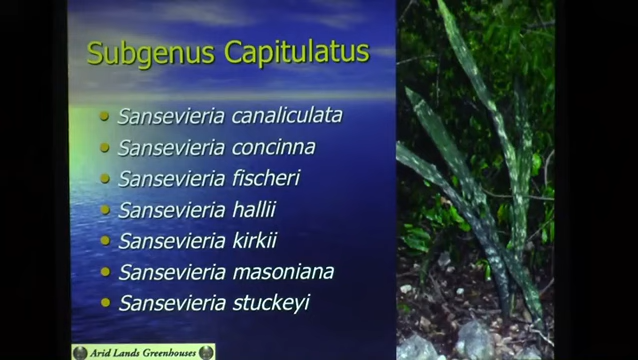 Subgenus Capitulatus
Sansevieria canaliculata
Sansevieria concinna
Sansevieria fischeri
Sansevieria hallii
Sansevieria kirkii
Sansevieria masoniana
Sansevieria stuckeyi
Arid Lands Greenhouses